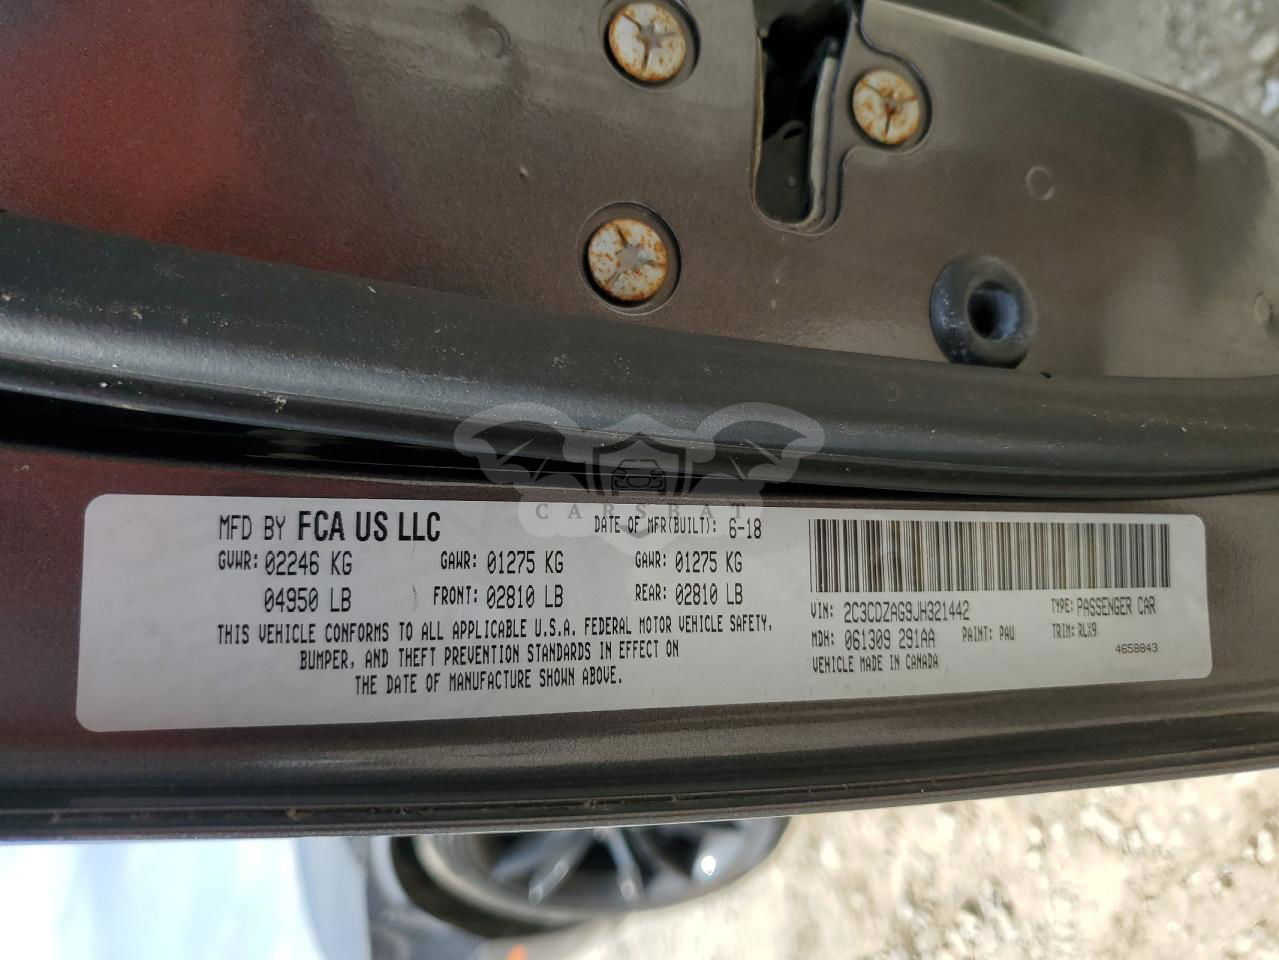 MFD BY FCA US LLC DATE OF MFR(BUILT): 6-18
GVWR: 02246 KG GAWR: 01275 KG GAWR: 01275 KG
04950 LB FRONT: 02810 LB REAR: 02810 LB
THIS VEHICLE CONFORMS TO ALL APPLICABLE U.S.A. FEDERAL MOTOR VEHICLE SAFETY,
BUMPER, AND THEFT PREVENTION STANDARDS IN EFFECT ON
THE DATE OF MANUFACTURE SHOWN ABOVE.
VIN: 2C3CDZAG9JH321442 TYPE: PASSENGER CAR
MDH: 061309 291AA PAINT: PAU TRIM: RLX9
VEHICLE MADE IN CANADA 4658843
CARSBAT